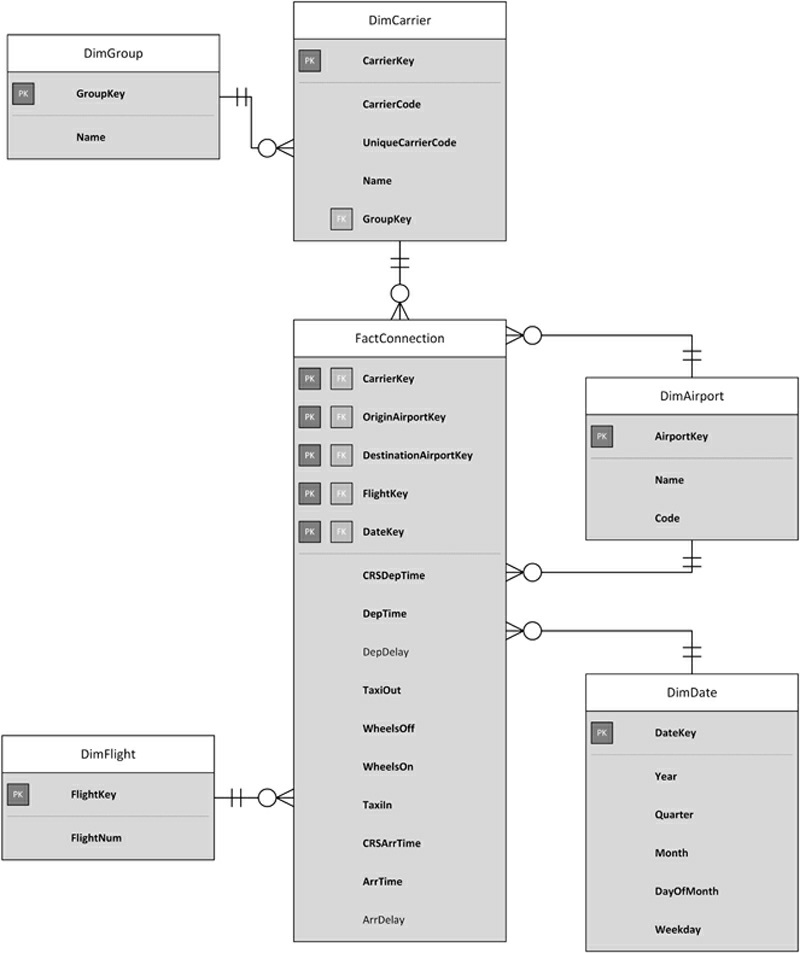 DimGroup
PK GroupKey
Name
DimCarrier
PK CarrierKey
CarrierCode
UniqueCarrierCode
Name
FK GroupKey
FactConnection
PK FK CarrierKey
PK FK OriginAirportKey
PK FK DestinationAirportKey
PK FK FlightKey
PK FK DateKey
CRSDepTime
DepTime
DepDelay
TaxiOut
WheelsOff
WheelsOn
TaxiIn
CRSArrTime
ArrTime
ArrDelay
DimAirport
PK AirportKey
Name
Code
DimDate
PK DateKey
Year
Quarter
Month
DayOfMonth
Weekday
DimFlight
PK FlightKey
FlightNum